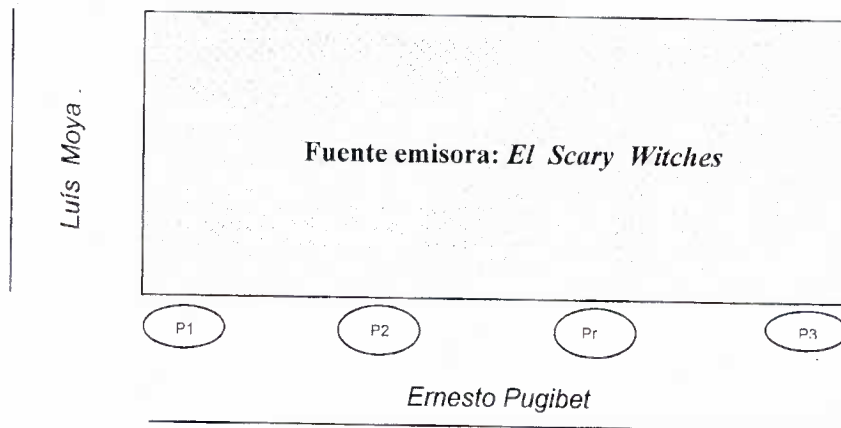 Luís Moya .
Fuente emisora: El Scary Witches
P1 P2 Pr P3
Ernesto Pugibet